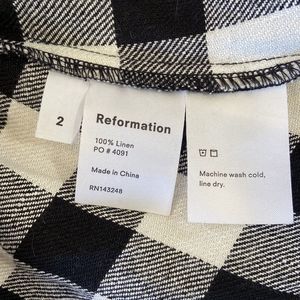 2
Reformation
100% Linen
PO # 4091
Made in China
RN143248
Machine wash cold,
line dry.